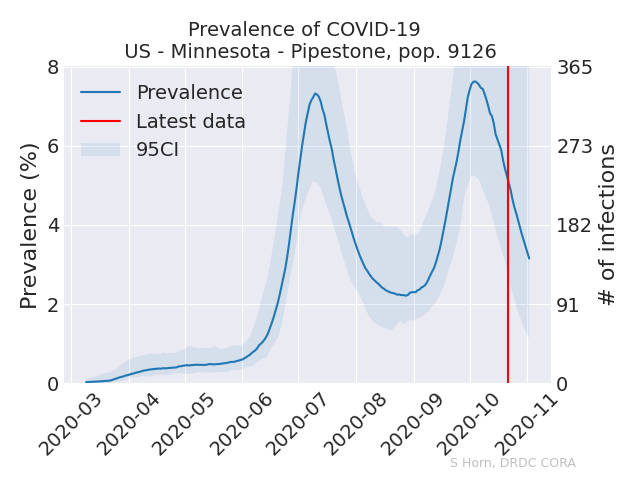 Prevalence of COVID-19
US - Minnesota - Pipestone, pop. 9126
8
6
4
2
0
Prevalence (%)
Prevalence
Latest data
95CI
365
273
182
91
0
# of infections
2020-03
2020-04
2020-05
2020-06
2020-07
2020-08
2020-09
2020-10
2020-11
S Horn, DRDC CORA